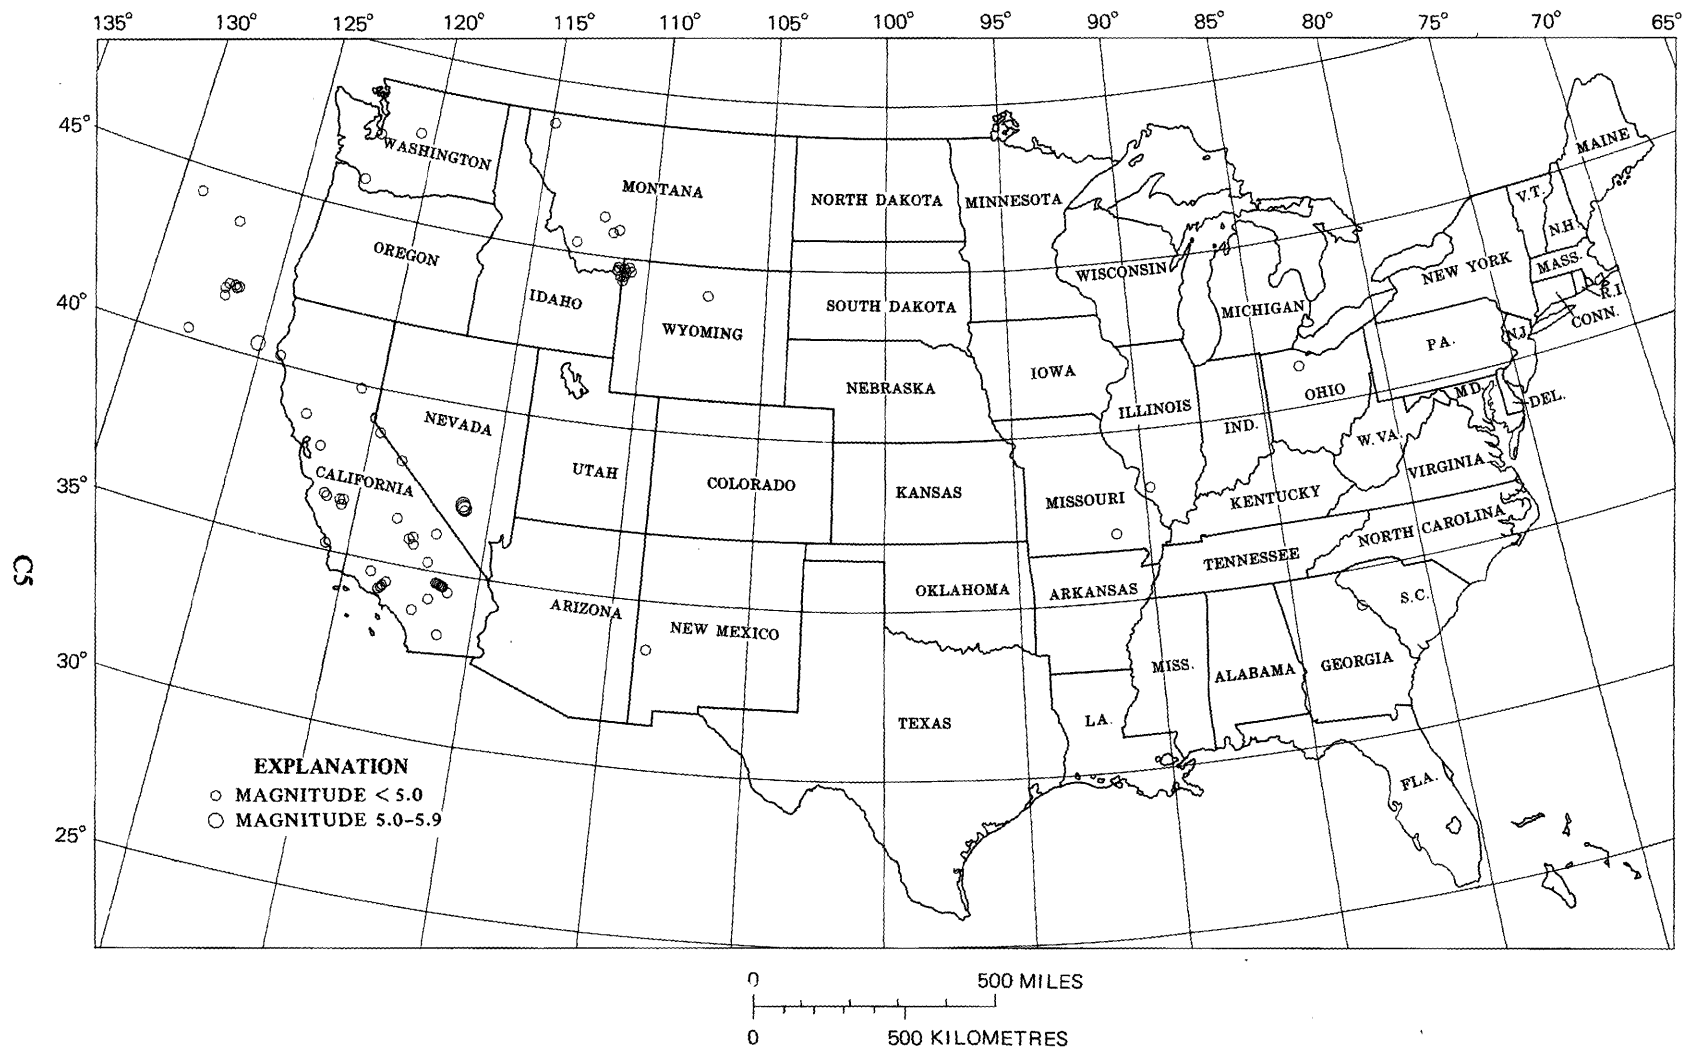 135° 130° 125° 120° 115° 110° 105° 100° 95° 90° 85° 80° 75° 70° 65°
45°
40°
35°
30°
25°
WASHINGTON
MONTANA
NORTH DAKOTA
MINNESOTA
MAINE
V.T.
N.H.
OREGON
IDAHO
WYOMING
SOUTH DAKOTA
WISCONSIN
MICHIGAN
NEW YORK
MASS.
R.I.
CONN.
NEVADA
NEBRASKA
IOWA
PA.
N.J.
OHIO
MD.
DEL.
ILLINOIS
IND.
W. VA.
VIRGINIA
CALIFORNIA
UTAH
COLORADO
KANSAS
MISSOURI
KENTUCKY
NORTH CAROLINA
TENNESSEE
ARIZONA
NEW MEXICO
OKLAHOMA
ARKANSAS
S.C.
MISS.
ALABAMA
GEORGIA
TEXAS
LA.
FLA.
EXPLANATION
MAGNITUDE < 5.0
MAGNITUDE 5.0–5.9
0 500 MILES
0 500 KILOMETRES
C5